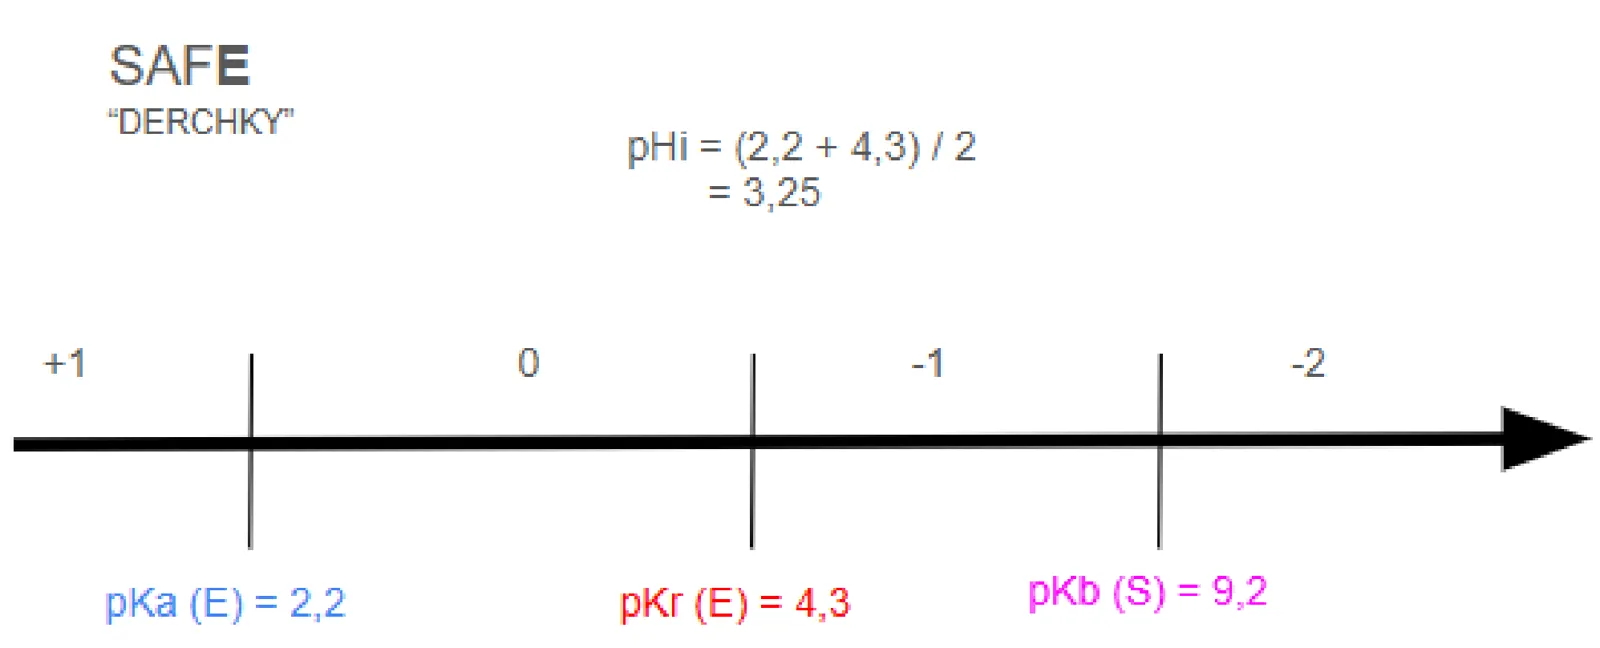 SAFE
“DERCHKY”
pHi = (2,2 + 4,3) / 2
= 3,25
+1 0 -1 -2
pKa (E) = 2,2 pKr (E) = 4,3 pKb (S) = 9,2